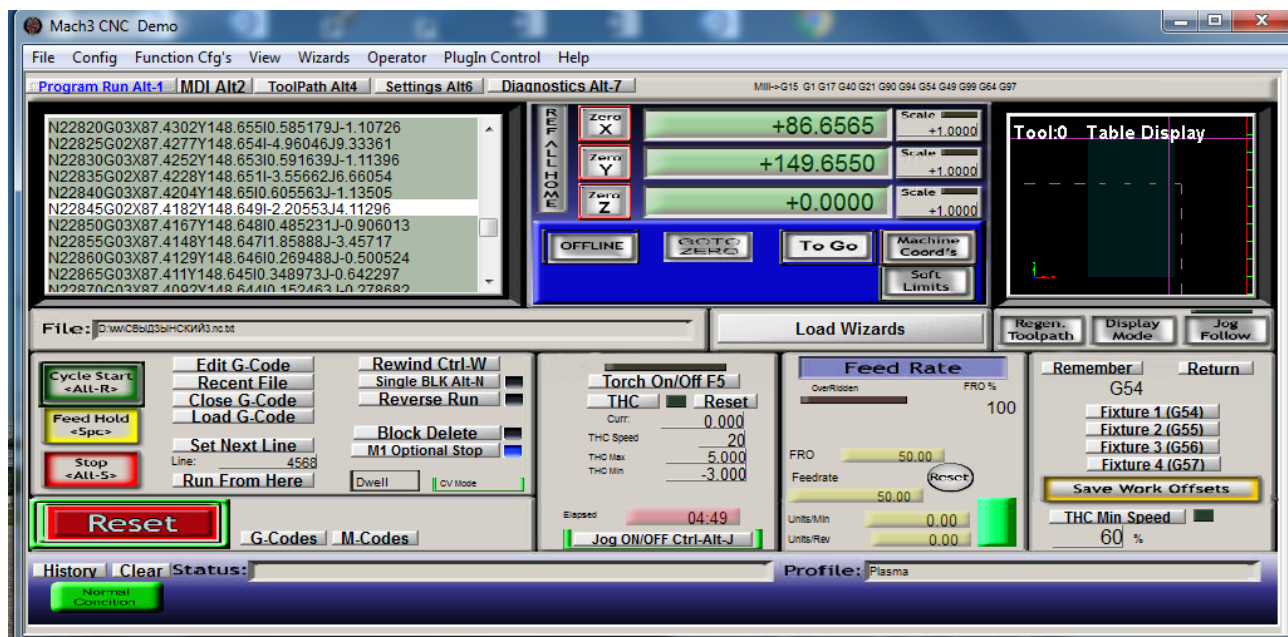 Mach3 CNC Demo
File Config Function Cfg's View Wizards Operator PlugIn Control Help
Program Run Alt-1 MDI Alt2 ToolPath Alt4 Settings Alt6 Diagnostics Alt-7 Mill->G15 G1 G17 G40 G21 G90 G94 G54 G49 G99 G64 G97
N22820G03X87.4302Y148.655I0.585179J-1.10726
N22825G02X87.4277Y148.654I-4.96046J9.33361
N22830G03X87.4252Y148.653I0.591639J-1.11396
N22835G02X87.4228Y148.651I-3.55662J6.66054
N22840G03X87.4204Y148.65I0.605563J-1.13505
N22845G02X87.4182Y148.649I-2.20553J4.11296
N22850G03X87.4167Y148.648I0.485231J-0.906013
N22855G02X87.4148Y148.647I1.85888J-3.45717
N22860G03X87.4129Y148.646I0.269488J-0.500524
N22865G03X87.411Y148.645I0.348973J-0.642297
N22870G03X87.4092Y148.644I0.152463J-0.278682
REF ALL HOME
Zero X +86.6565 Scale +1.0000
Zero Y +149.6550 Scale +1.0000
Zero Z +0.0000 Scale +1.0000
OFFLINE GOTO ZERO To Go Machine Coord's
Soft Limits
Tool:0 Table Display
File: D:\ww\СВЫДЗЫНСКИЙ3.nc.txt
Load Wizards
Regen. Toolpath Display Mode Jog Follow
Cycle Start <Alt-R>
Feed Hold <Spc>
Stop <Alt-S>
Reset
Edit G-Code
Recent File
Close G-Code
Load G-Code
Set Next Line
Line: 4568
Run From Here
Rewind Ctrl-W
Single BLK Alt-N
Reverse Run
Block Delete
M1 Optional Stop
Dwell CV Mode
G-Codes M-Codes
Torch On/Off F5
THC Reset
Curr. 0.000
THC Speed 20
THC Max 5.000
THC Min -3.000
Elapsed 04:49
Jog ON/OFF Ctrl-Alt-J
Feed Rate
OverRidden FRO %
100
FRO 50.00
Feedrate Reset
50.00
Units/Min 0.00
Units/Rev 0.00
Remember Return
G54
Fixture 1 (G54)
Fixture 2 (G55)
Fixture 3 (G56)
Fixture 4 (G57)
Save Work Offsets
THC Min Speed
60 %
History Clear Status:
Profile: Plasma
Normal Condition